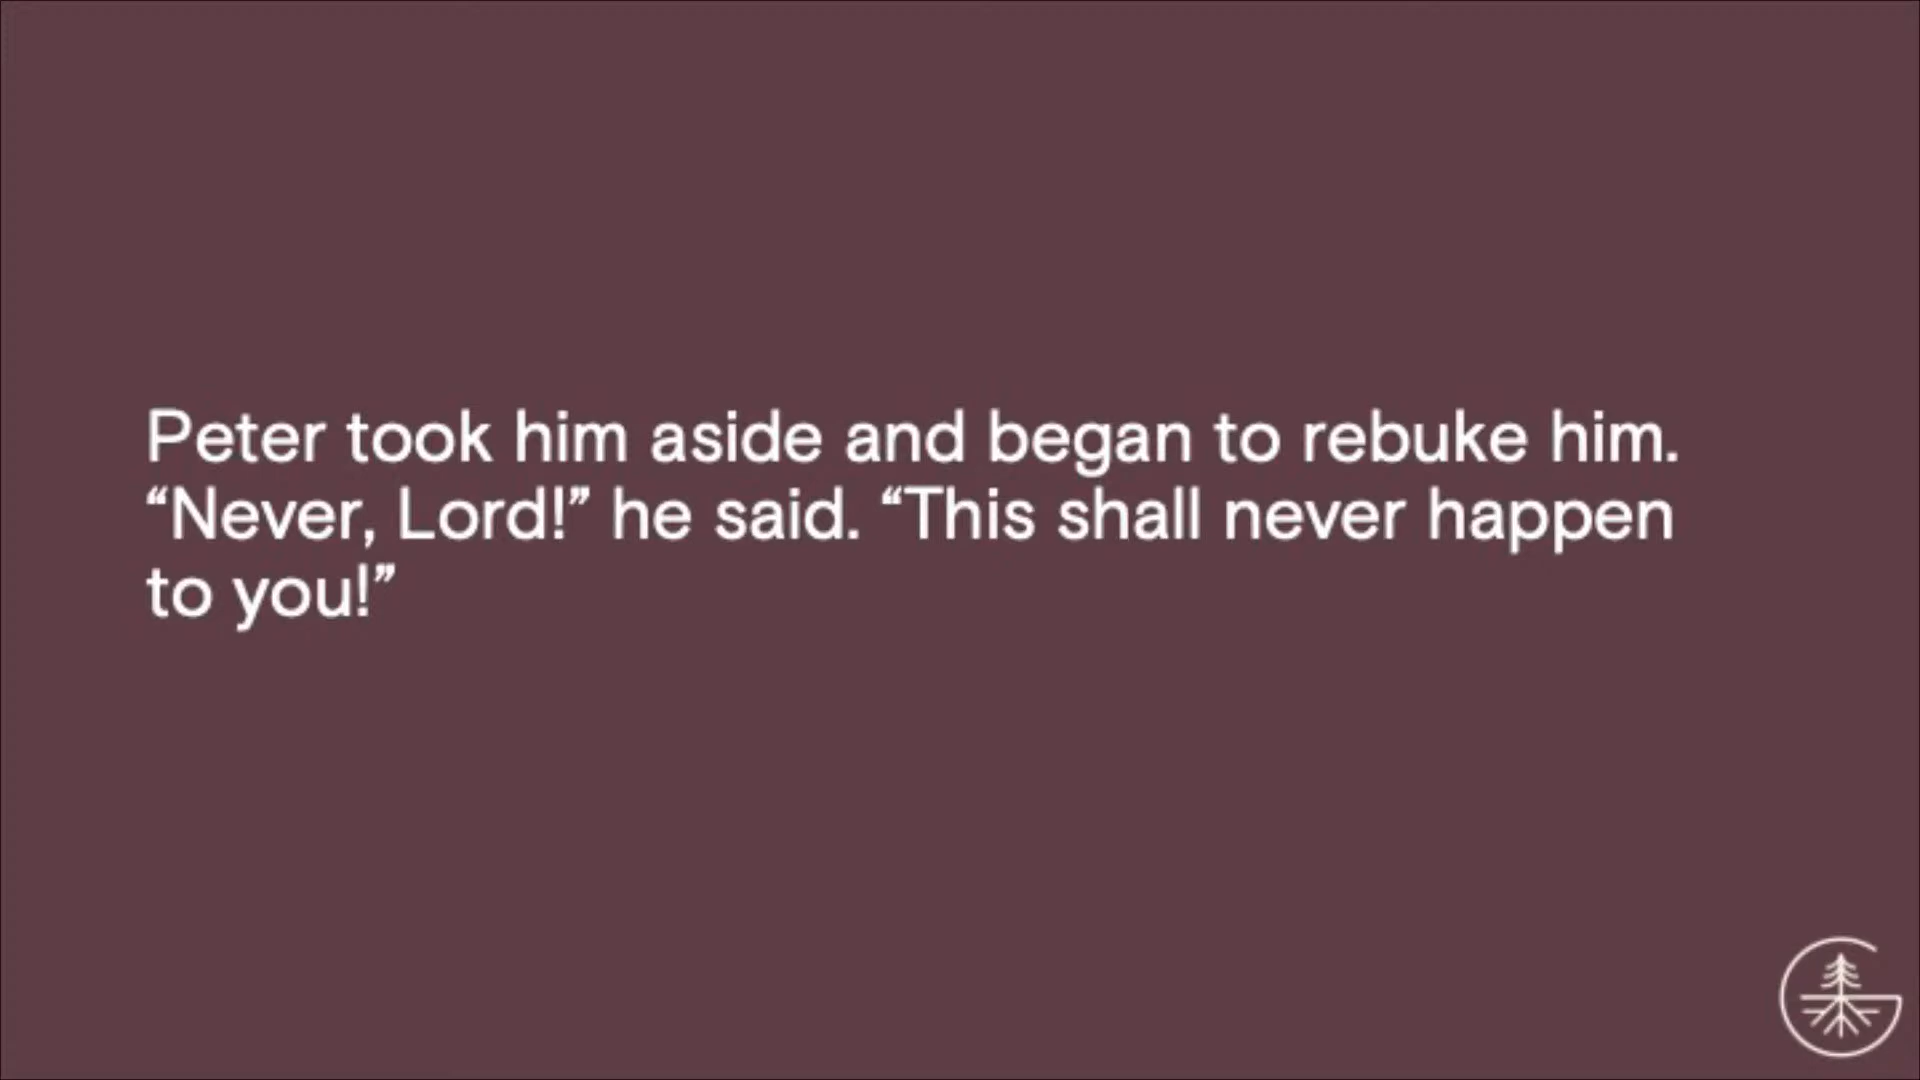 Peter took him aside and began to rebuke him.
“Never, Lord!” he said. “This shall never happen
to you!”